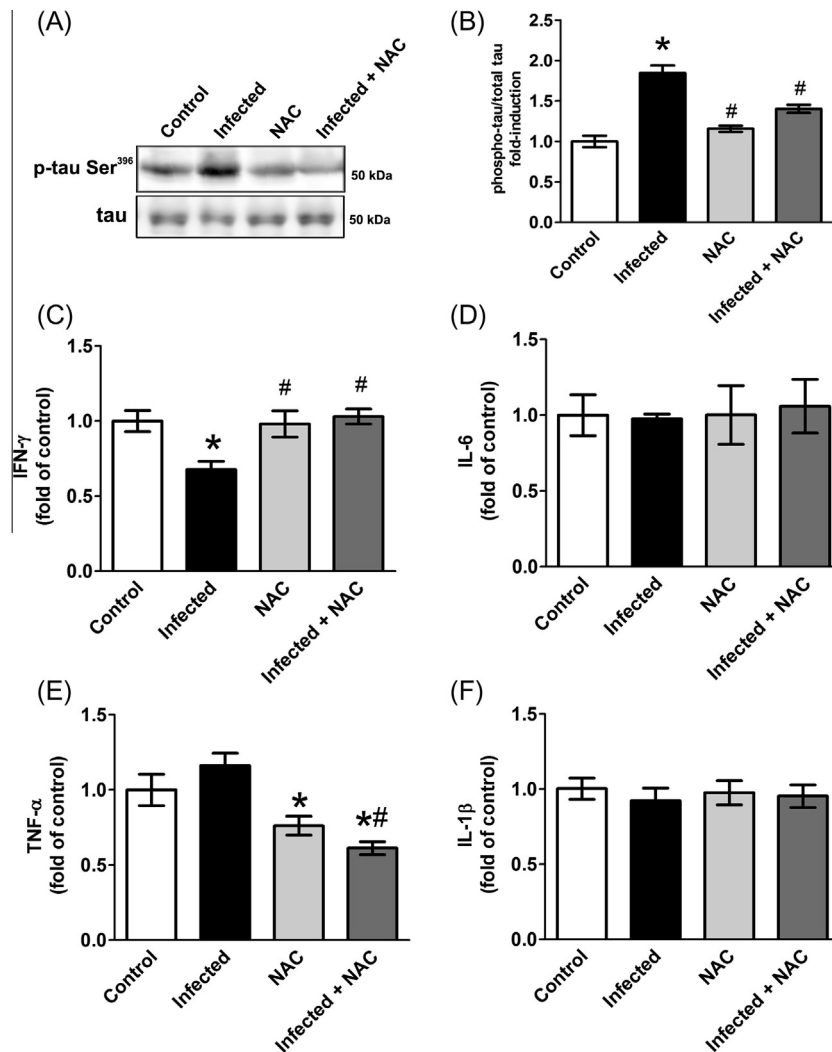 (A)
Control
Infected
NAC
Infected + NAC
p-tau Ser³⁹⁶
50 kDa
tau
50 kDa
(B)
phospho-tau/total tau
fold-induction
2.5
2.0
1.5
1.0
0.5
0.0
*
#
#
Control
Infected
NAC
Infected + NAC
(C)
IFN-γ
(fold of control)
1.5
1.0
0.5
0.0
*
#
#
Control
Infected
NAC
Infected + NAC
(D)
IL-6
(fold of control)
1.5
1.0
0.5
0.0
Control
Infected
NAC
Infected + NAC
(E)
TNF-α
(fold of control)
1.5
1.0
0.5
0.0
*
*#
Control
Infected
NAC
Infected + NAC
(F)
IL-1β
(fold of control)
1.5
1.0
0.5
0.0
Control
Infected
NAC
Infected + NAC